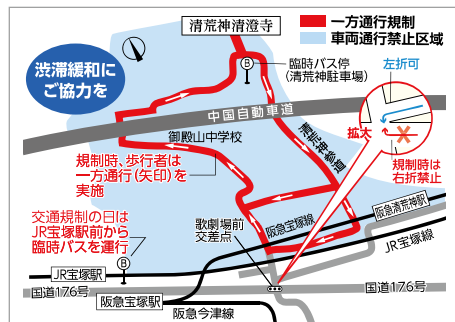 清荒神清澄寺
一方通行規制
車両通行禁止区域
渋滞緩和に
ご協力を
B
臨時バス停
(清荒神駐車場)
左折可
拡大
規制時は
右折禁止
中国自動車道
御殿山中学校
清荒神参道
規制時、歩行者は
一方通行(矢印)を
実施
交通規制の日は
JR宝塚駅前から
臨時バスを運行
B
歌劇場前
交差点
阪急宝塚線
阪急清荒神駅
JR宝塚線
JR宝塚駅
国道176号
阪急宝塚駅
国道176号
阪急今津線